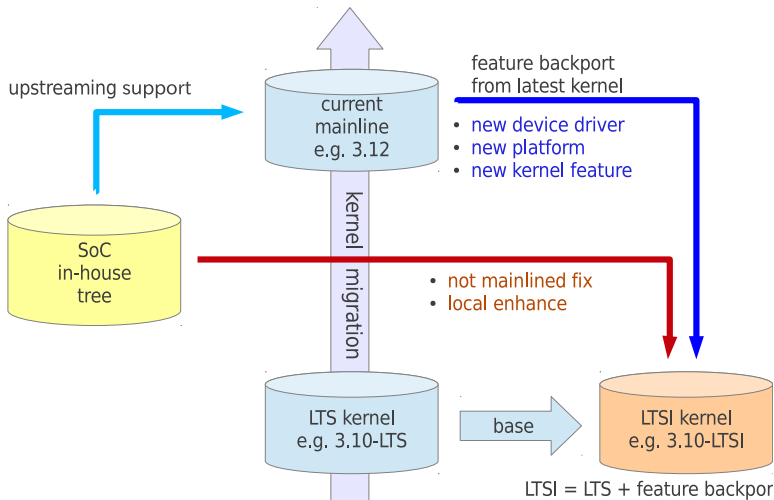 upstreaming support
current
mainline
e.g. 3.12
feature backport
from latest kernel
• new device driver
• new platform
• new kernel feature
SoC
in-house
tree
kernel migration
• not mainlined fix
• local enhance
LTS kernel
e.g. 3.10-LTS
base
LTSI kernel
e.g. 3.10-LTSI
LTSI = LTS + feature backpor